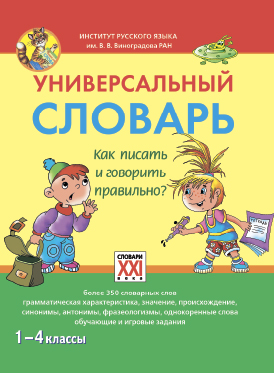 ИНСТИТУТ РУССКОГО ЯЗЫКА
им. В. В. Виноградова РАН
УНИВЕРСАЛЬНЫЙ
СЛОВАРЬ
Как писать
и говорить
правильно?
СЛОВАРИ
XXI
ВЕКА
более 350 словарных слов
грамматическая характеристика, значение, происхождение,
синонимы, антонимы, фразеологизмы, однокоренные слова
обучающие и игровые задания
1–4 классы